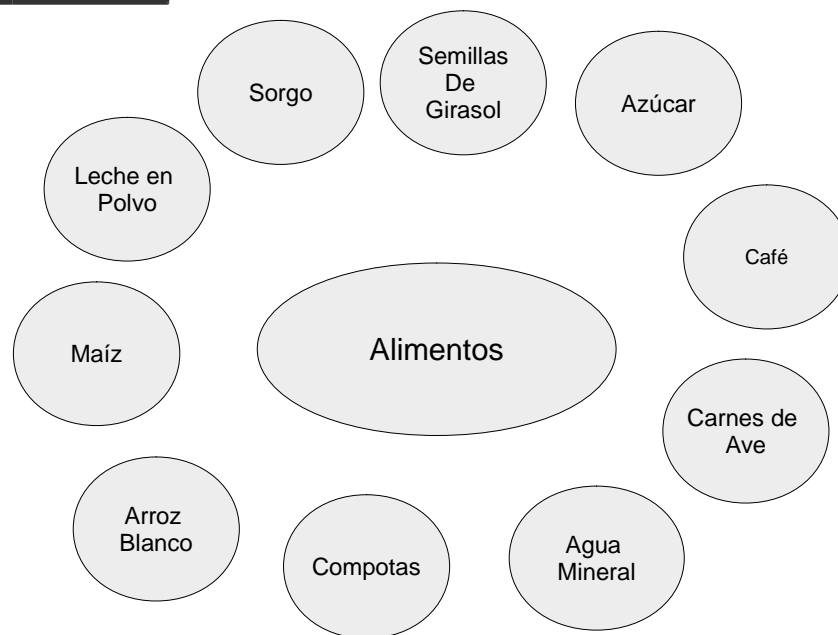 Semillas
De
Girasol
Sorgo
Azúcar
Leche en
Polvo
Café
Maíz
Alimentos
Carnes de
Ave
Arroz
Blanco
Compotas
Agua
Mineral